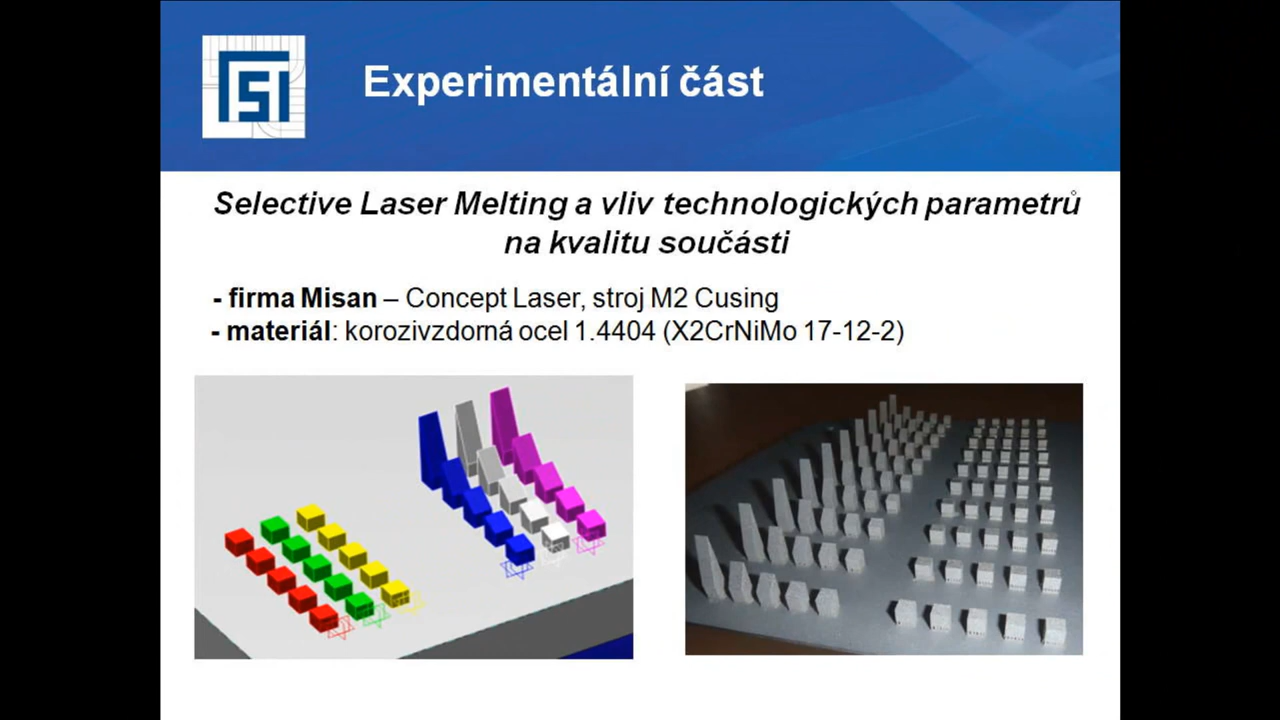 Experimentální část
Selective Laser Melting a vliv technologických parametrů
na kvalitu součásti
- firma Misan – Concept Laser, stroj M2 Cusing
- materiál: korozivzdorná ocel 1.4404 (X2CrNiMo 17-12-2)